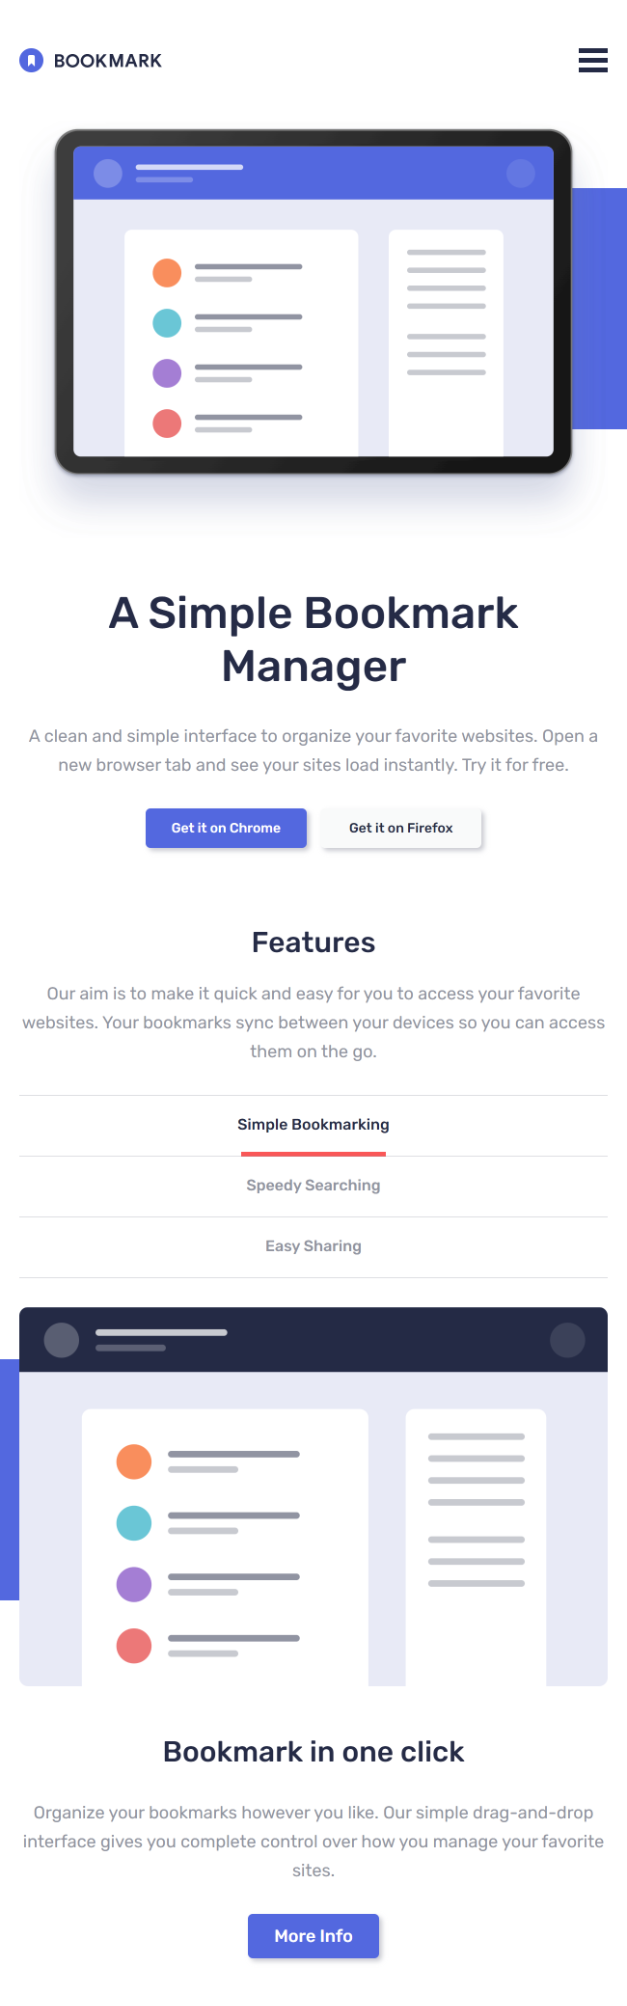 BOOKMARK
A Simple Bookmark
Manager
A clean and simple interface to organize your favorite websites. Open a
new browser tab and see your sites load instantly. Try it for free.
Get it on Chrome
Get it on Firefox
Features
Our aim is to make it quick and easy for you to access your favorite
websites. Your bookmarks sync between your devices so you can access
them on the go.
Simple Bookmarking
Speedy Searching
Easy Sharing
Bookmark in one click
Organize your bookmarks however you like. Our simple drag-and-drop
interface gives you complete control over how you manage your favorite
sites.
More Info